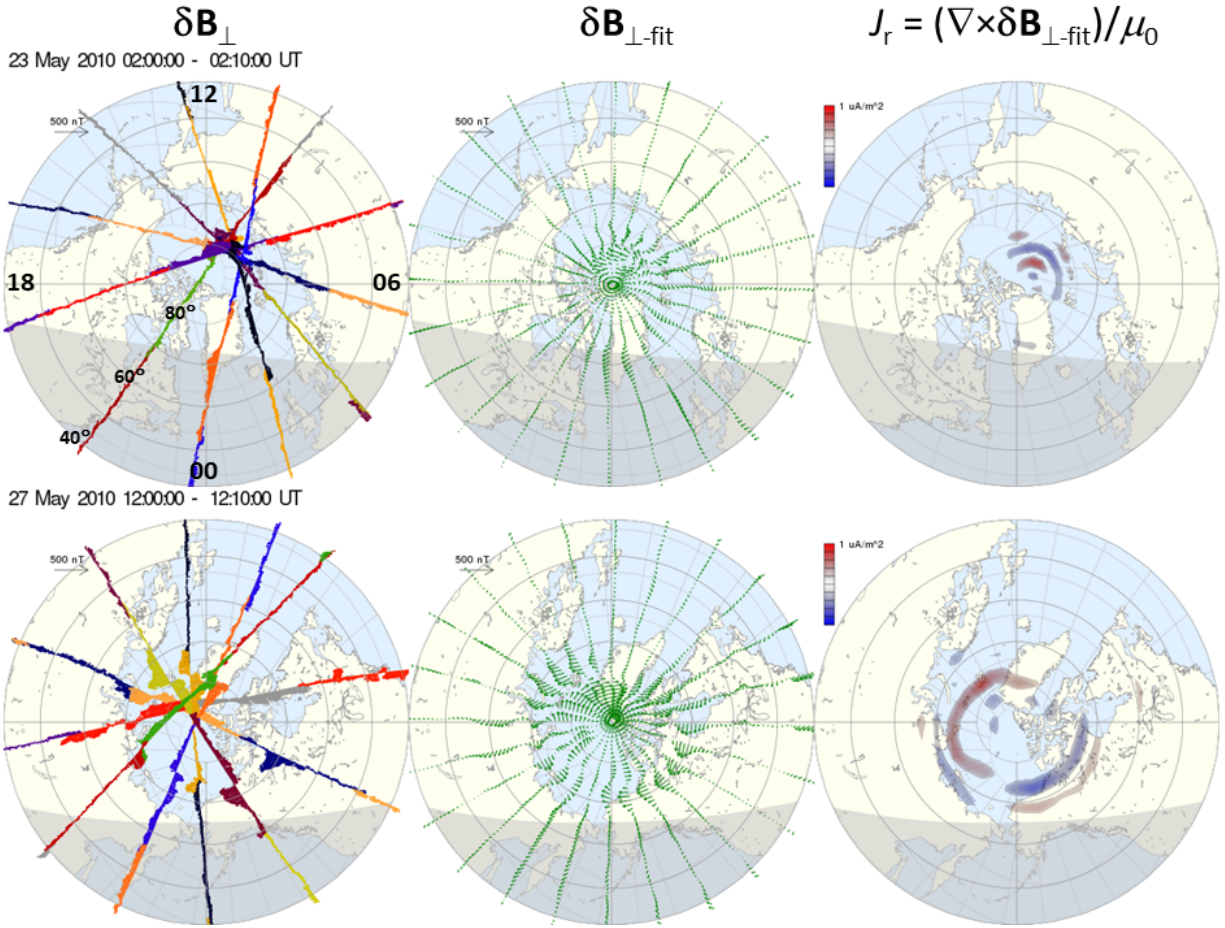 δB⊥
δB⊥-fit
Jr = (∇×δB⊥-fit)/μ0
23 May 2010 02:00:00 - 02:10:00 UT
12
500 nT
18
06
80°
60°
40°
00
500 nT
1 uA/m^2
27 May 2010 12:00:00 - 12:10:00 UT
500 nT
500 nT
1 uA/m^2